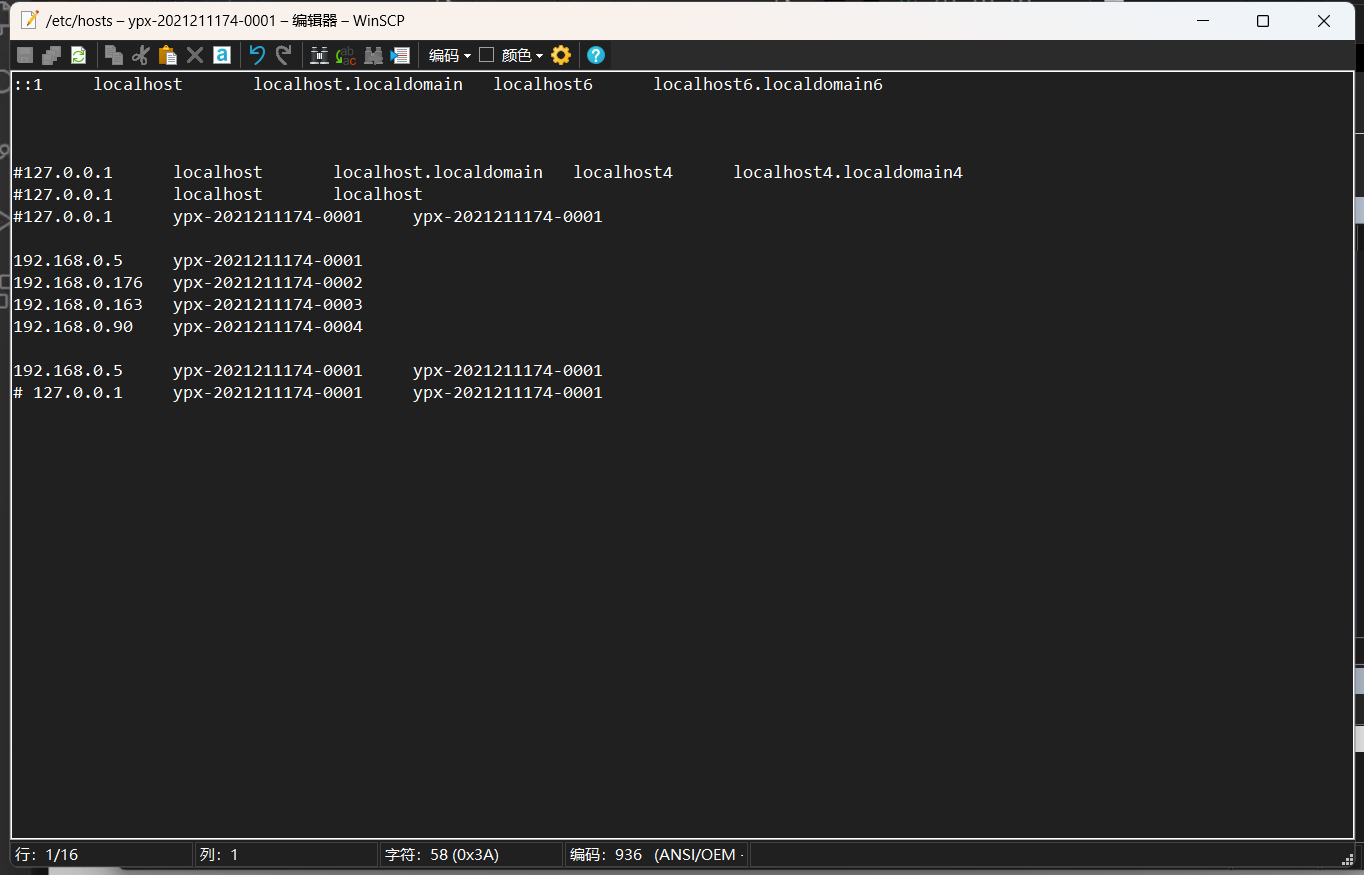 /etc/hosts – ypx-2021211174-0001 – 编辑器 – WinSCP
编码 颜色
::1 localhost localhost.localdomain localhost6 localhost6.localdomain6
#127.0.0.1 localhost localhost.localdomain localhost4 localhost4.localdomain4
#127.0.0.1 localhost localhost
#127.0.0.1 ypx-2021211174-0001 ypx-2021211174-0001
192.168.0.5 ypx-2021211174-0001
192.168.0.176 ypx-2021211174-0002
192.168.0.163 ypx-2021211174-0003
192.168.0.90 ypx-2021211174-0004
192.168.0.5 ypx-2021211174-0001 ypx-2021211174-0001
# 127.0.0.1 ypx-2021211174-0001 ypx-2021211174-0001
行: 1/16 列: 1 字符: 58 (0x3A) 编码: 936 (ANSI/OEM -